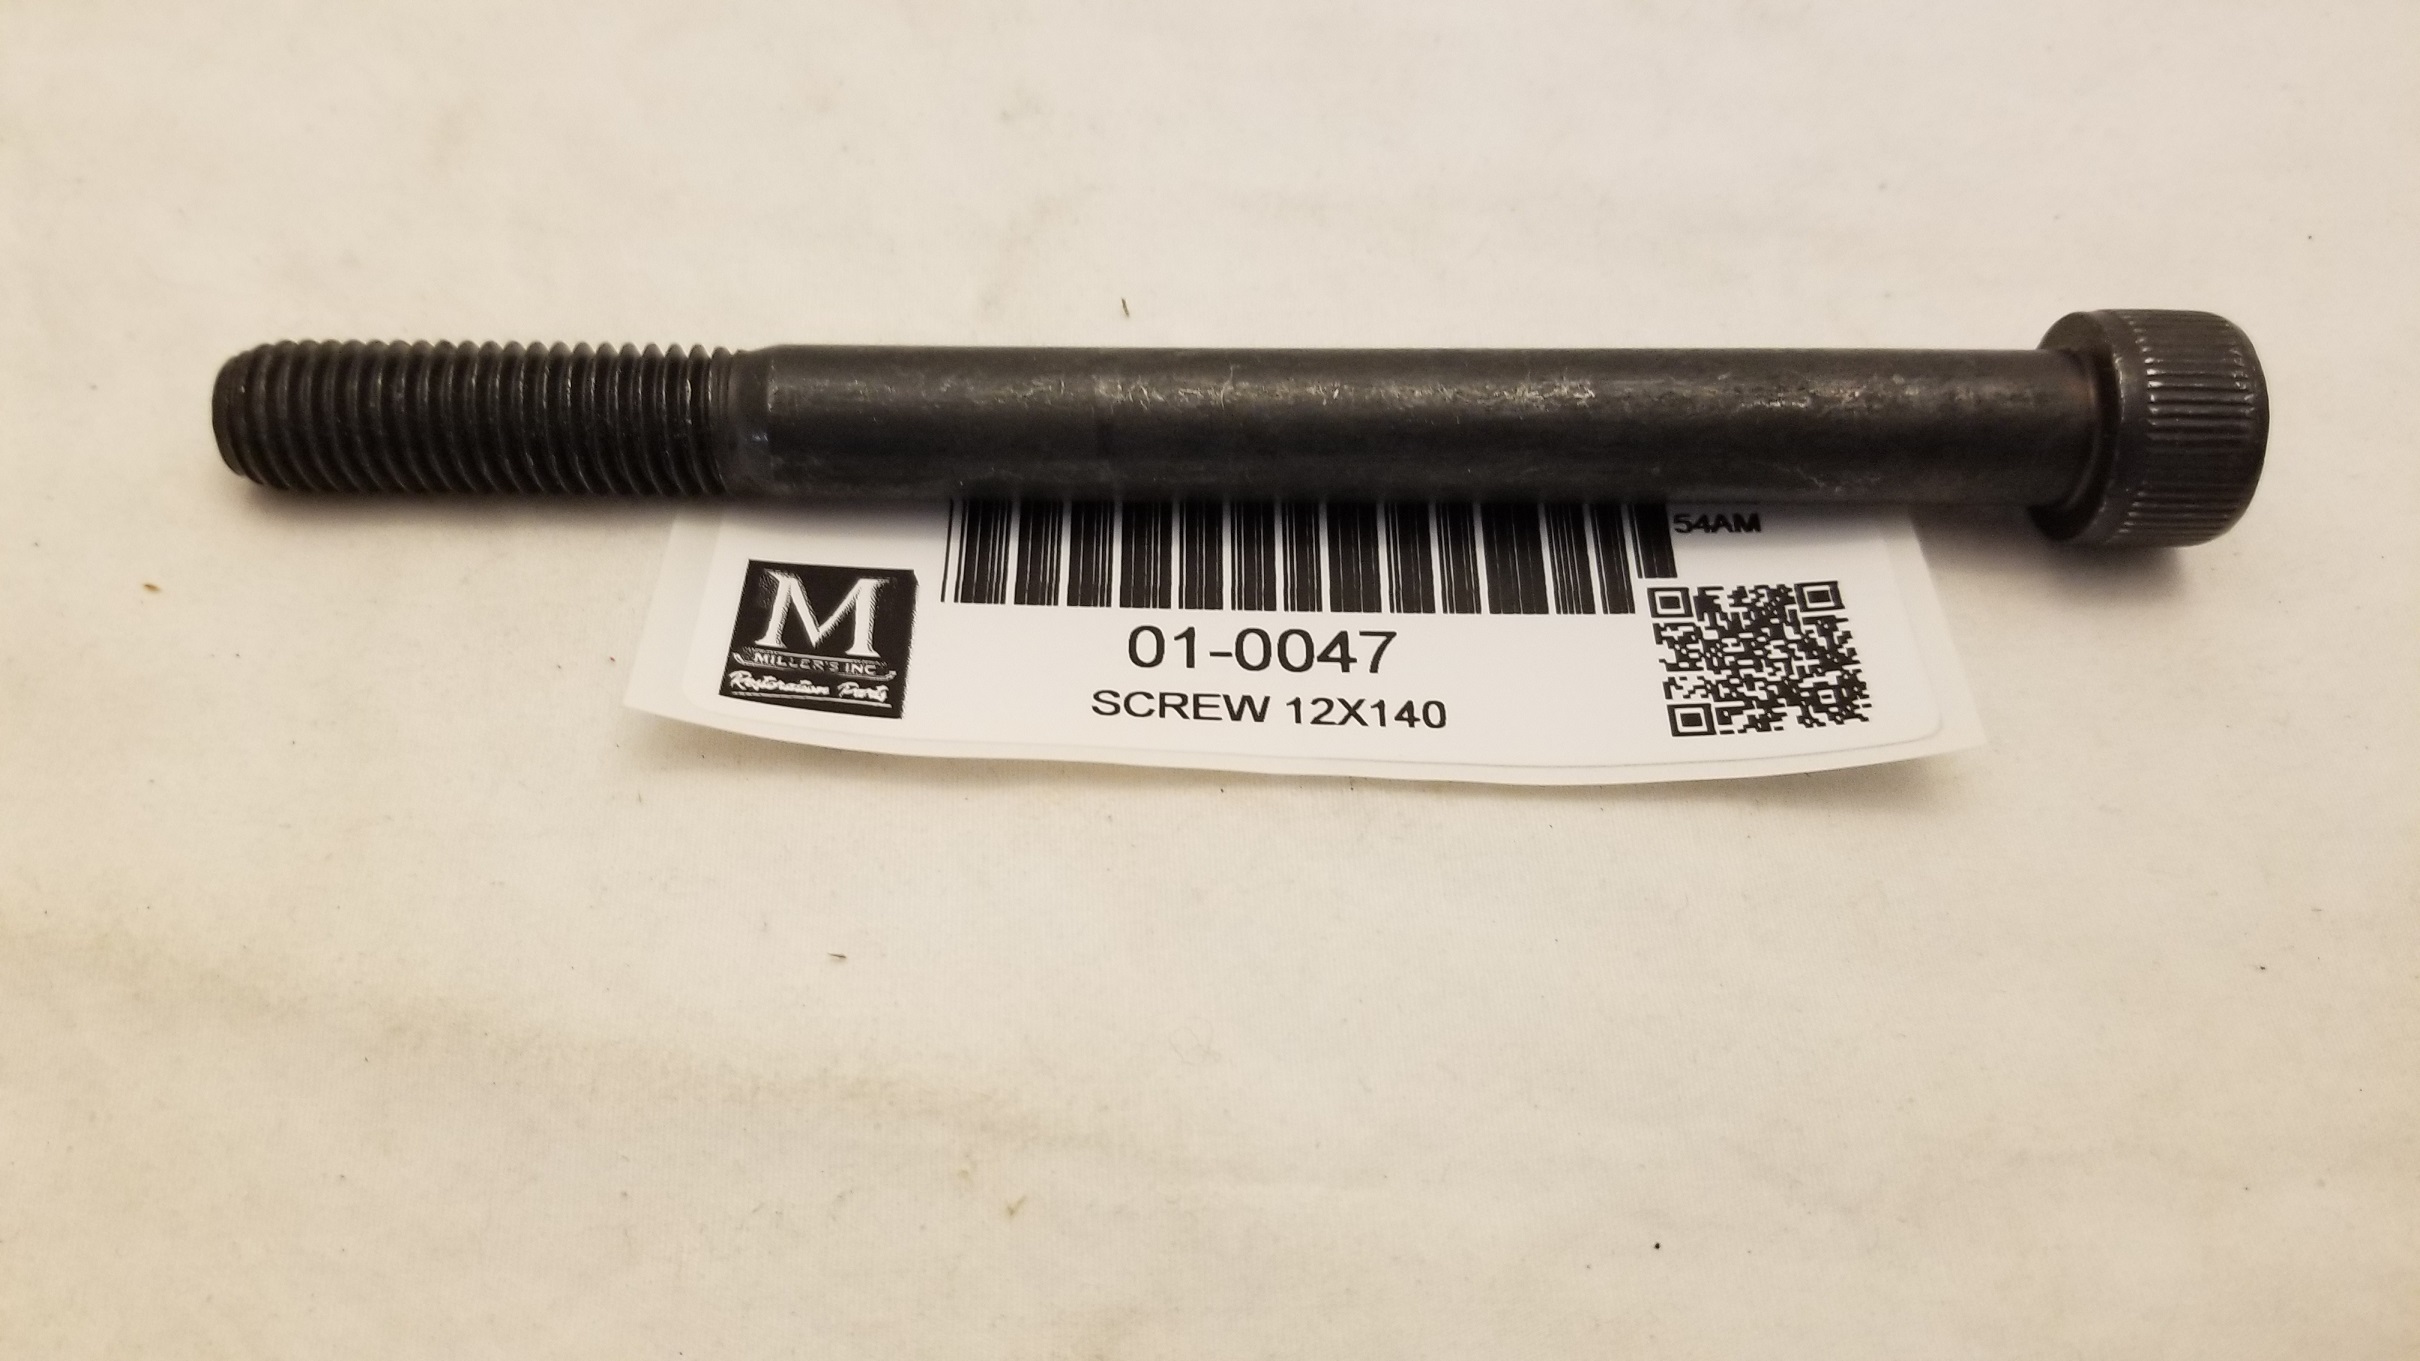 54AM
M
MILLER'S INC
Restoration Parts
01-0047
SCREW 12X140